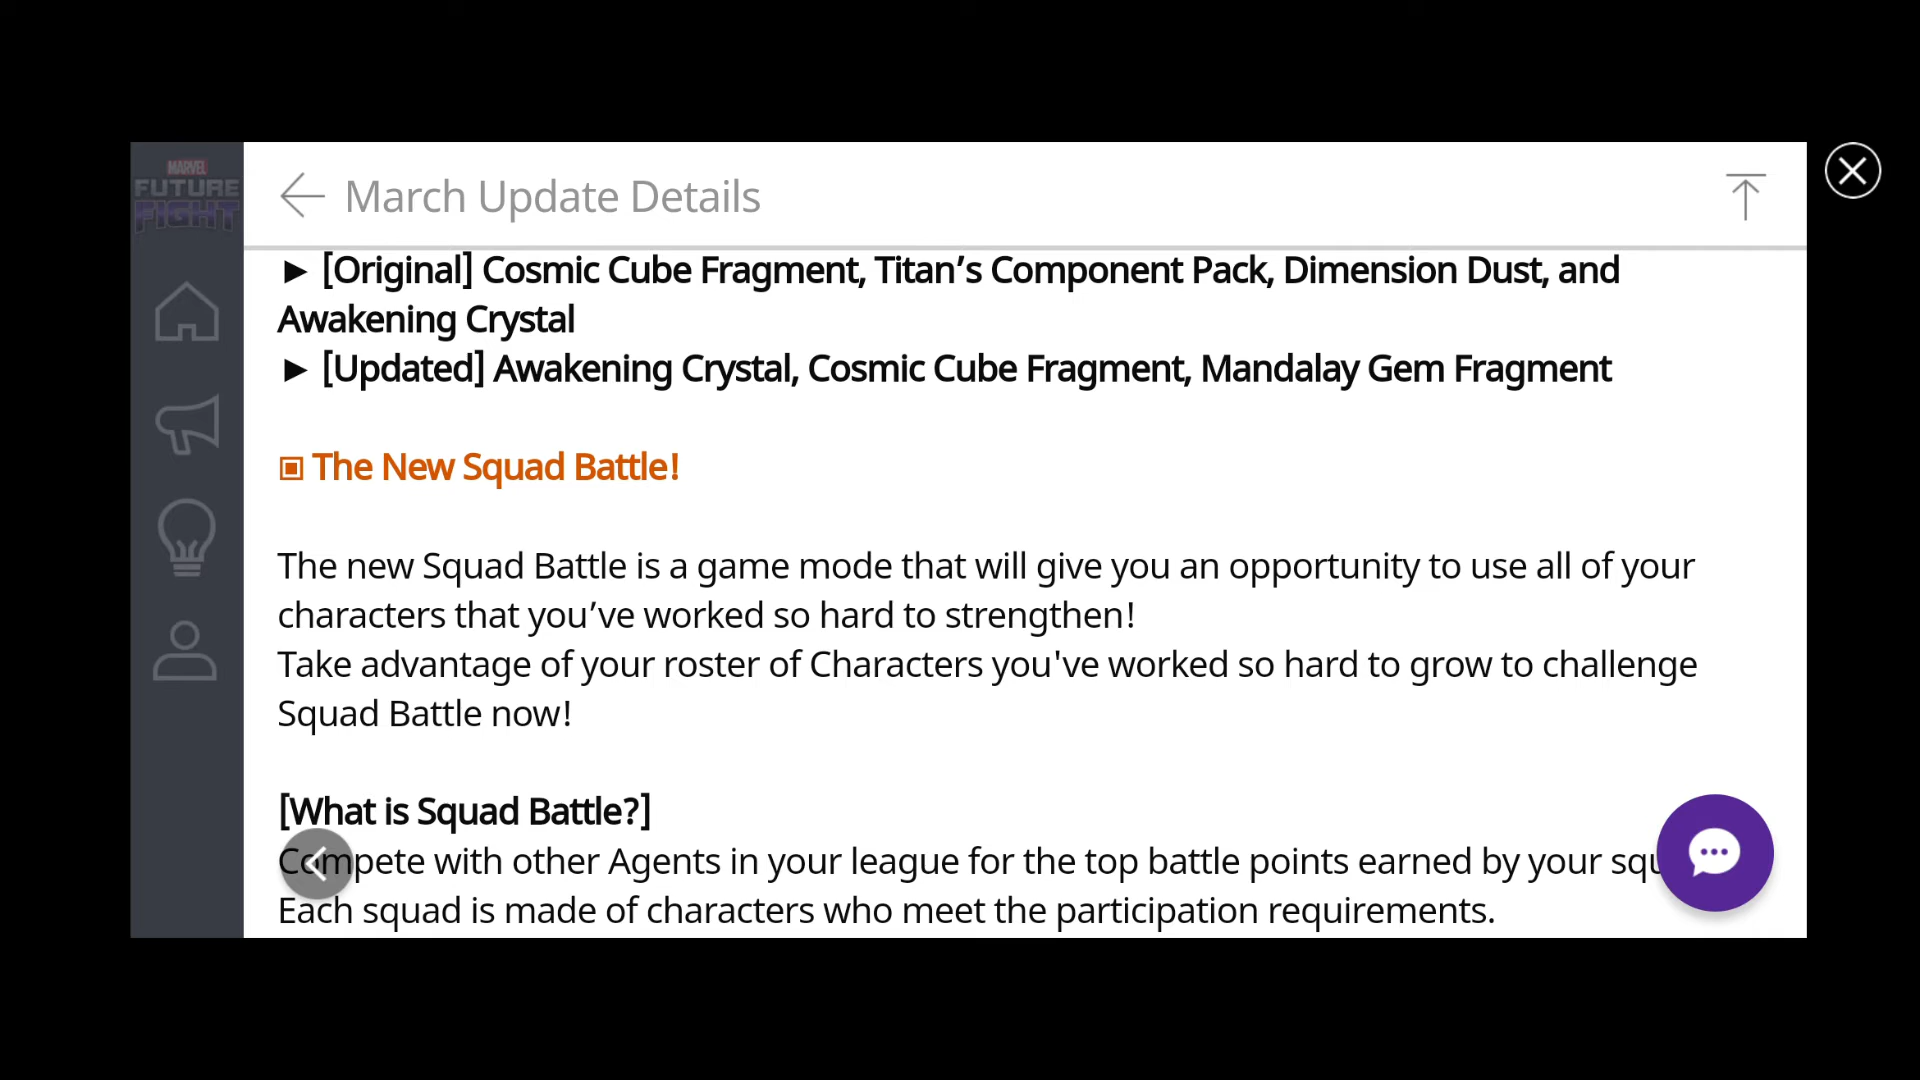 MARVEL
FUTURE
FIGHT
March Update Details
► [Original] Cosmic Cube Fragment, Titan’s Component Pack, Dimension Dust, and
Awakening Crystal
► [Updated] Awakening Crystal, Cosmic Cube Fragment, Mandalay Gem Fragment
▣ The New Squad Battle!
The new Squad Battle is a game mode that will give you an opportunity to use all of your
characters that you’ve worked so hard to strengthen!
Take advantage of your roster of Characters you've worked so hard to grow to challenge
Squad Battle now!
[What is Squad Battle?]
Compete with other Agents in your league for the top battle points earned by your
Each squad is made of characters who meet the participation requirements.